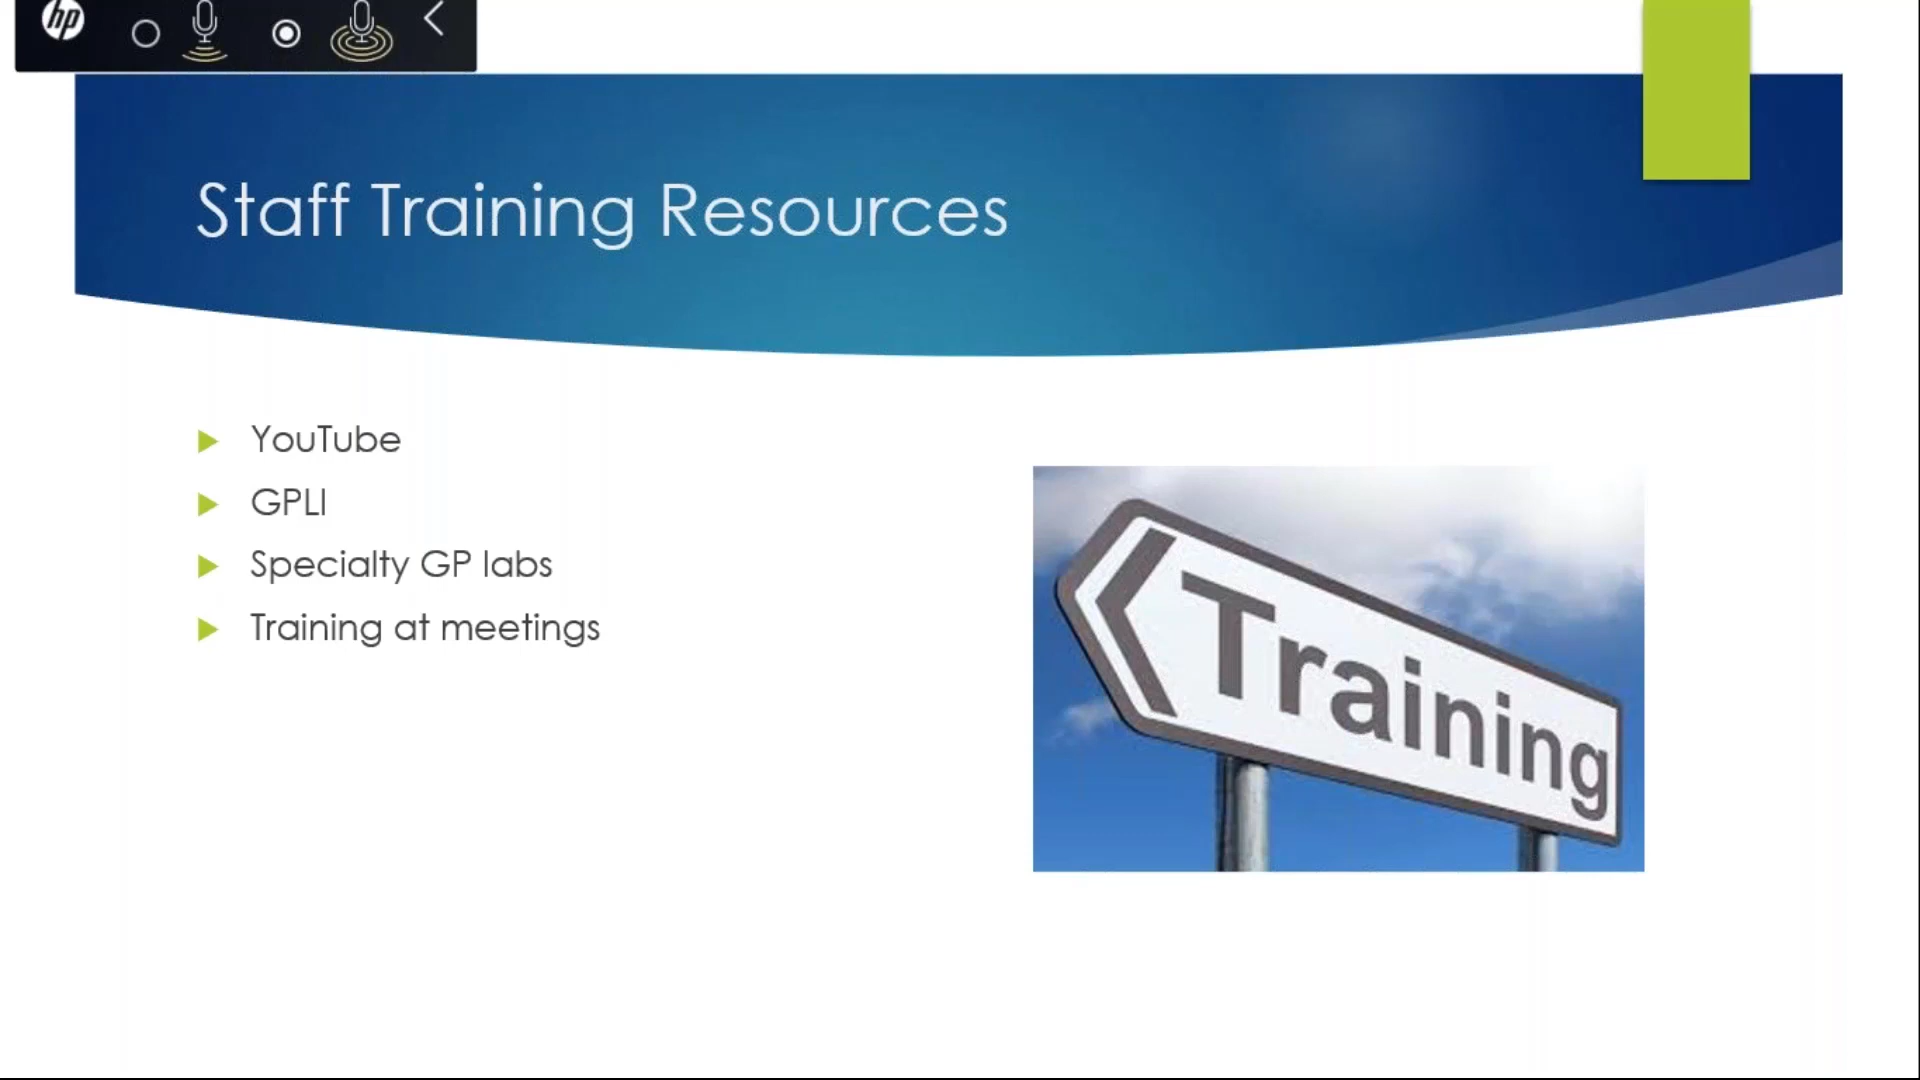 hp
Staff Training Resources
YouTube
GPLI
Specialty GP labs
Training at meetings
Training